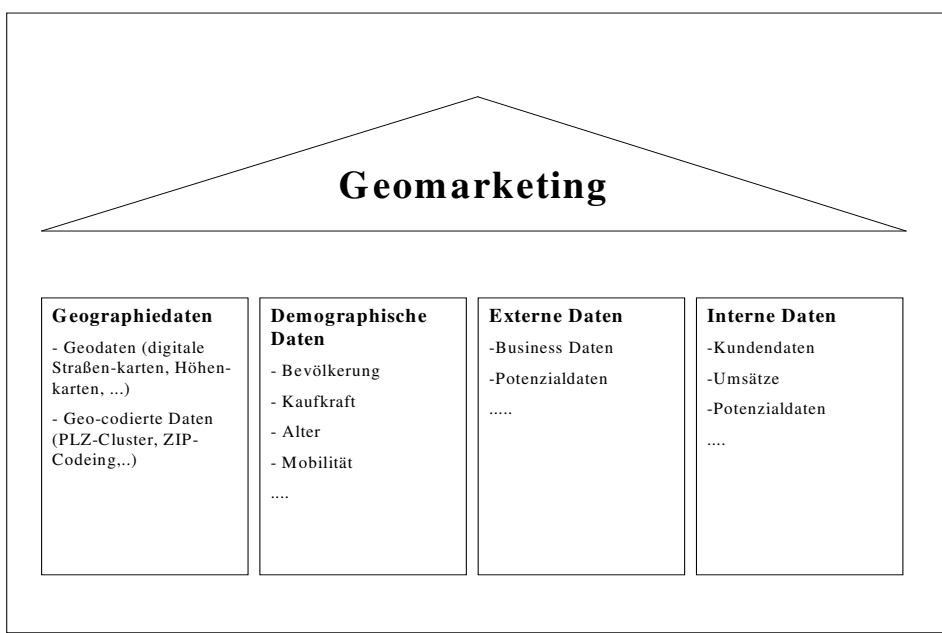 Geomarketing
Geographiedaten
- Geodaten (digitale
Straßen-karten, Höhen-
karten, ...)
- Geo-codierte Daten
(PLZ-Cluster, ZIP-
Codeing,..)
Demographische
Daten
- Bevölkerung
- Kaufkraft
- Alter
- Mobilität
....
Externe Daten
-Business Daten
-Potenzialdaten
.....
Interne Daten
-Kundendaten
-Umsätze
-Potenzialdaten
....